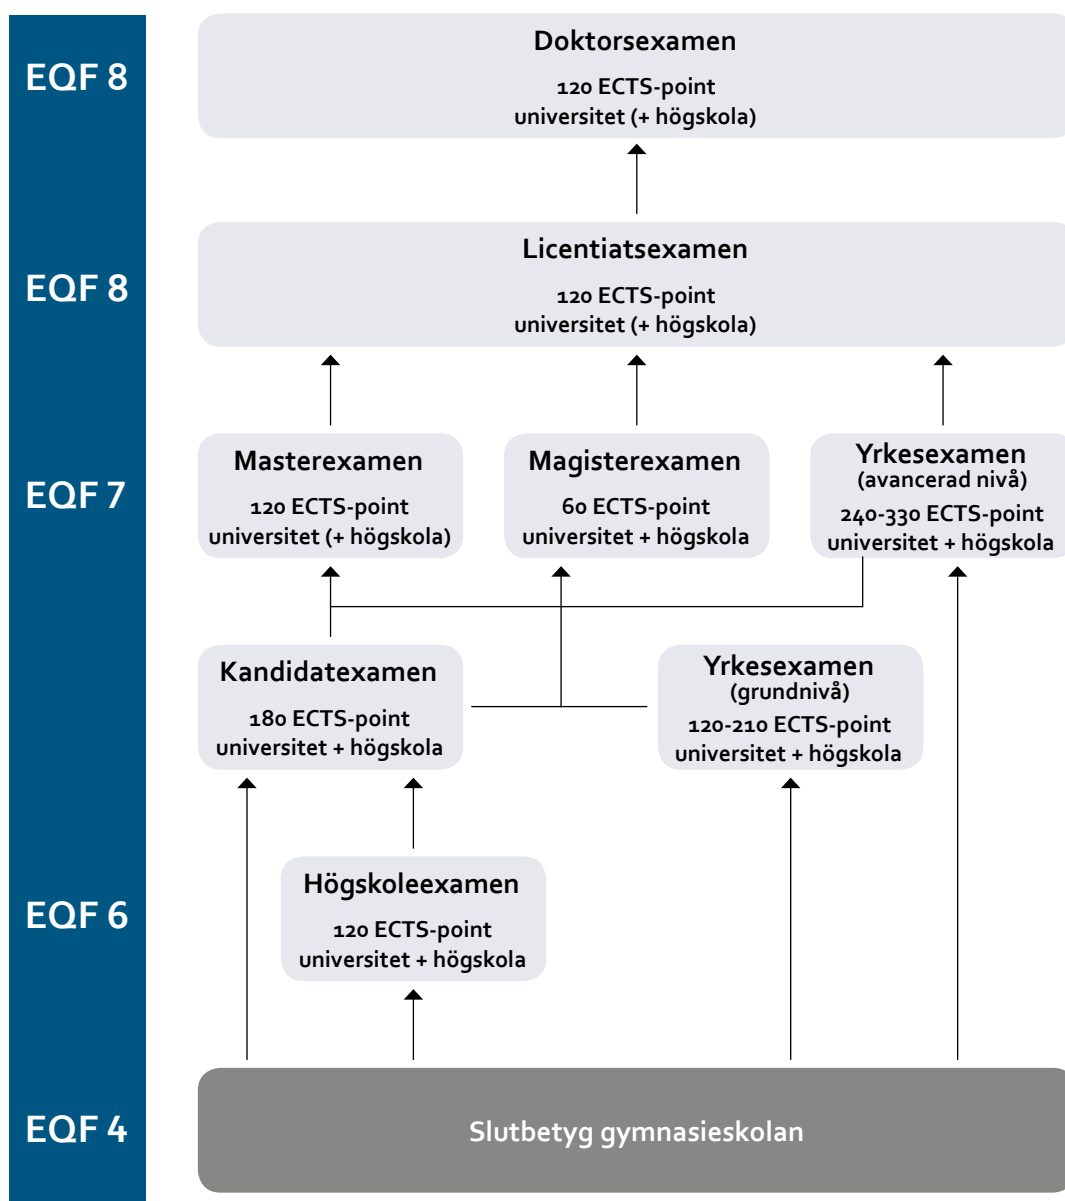 EQF 8
Doktorsexamen
120 ECTS-point
universitet (+ högskola)
EQF 8
Licentiatsexamen
120 ECTS-point
universitet (+ högskola)
EQF 7
Masterexamen
120 ECTS-point
universitet (+ högskola)
Magisterexamen
60 ECTS-point
universitet + högskola
Yrkesexamen
(avancerad nivå)
240-330 ECTS-point
universitet + högskola
Kandidatexamen
180 ECTS-point
universitet + högskola
Yrkesexamen
(grundnivå)
120-210 ECTS-point
universitet + högskola
EQF 6
Högskoleexamen
120 ECTS-point
universitet + högskola
EQF 4
Slutbetyg gymnasieskolan